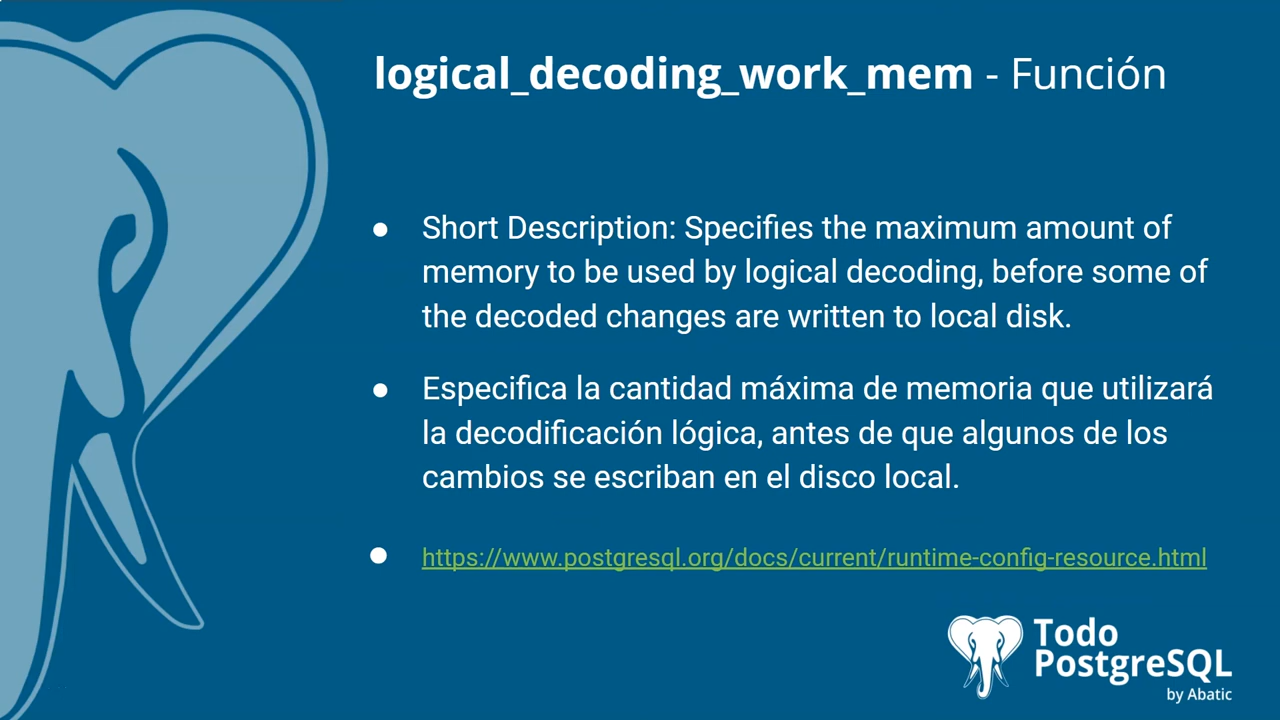 logical_decoding_work_mem - Función
● Short Description: Specifies the maximum amount of
memory to be used by logical decoding, before some of
the decoded changes are written to local disk.
● Especifica la cantidad máxima de memoria que utilizará
la decodificación lógica, antes de que algunos de los
cambios se escriban en el disco local.
● https://www.postgresql.org/docs/current/runtime-config-resource.html
Todo
PostgreSQL
by Abatic